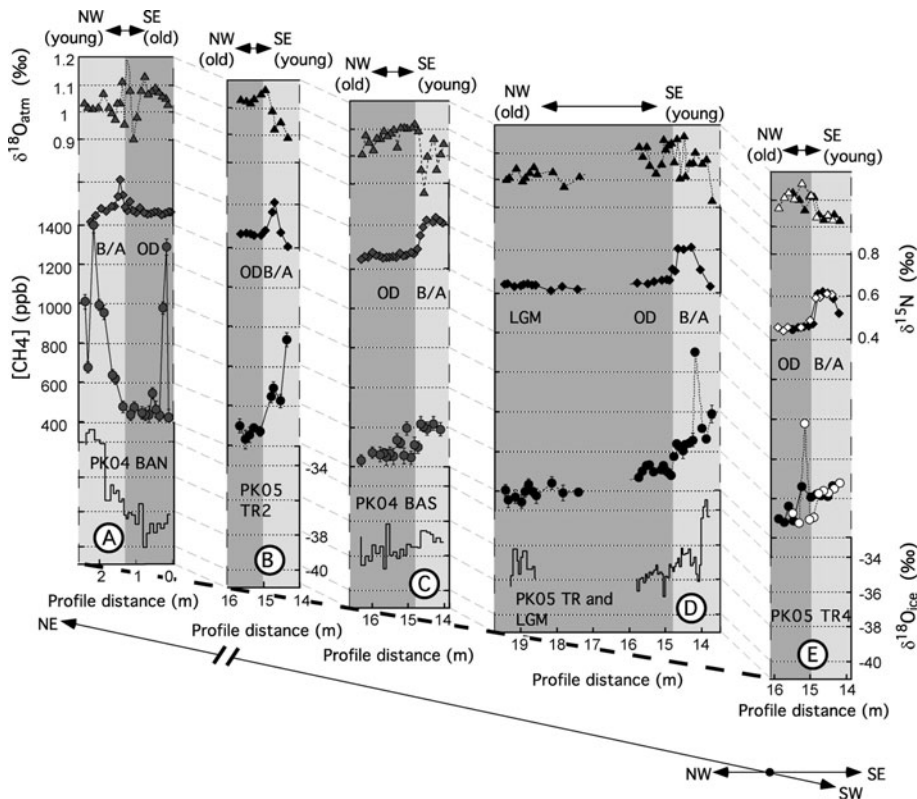 NW SE
(young) (old)
NW SE
(old) (young)
NW SE
(old) (young)
NW SE
(old) (young)
NW SE
(old) (young)
δ18Oatm (‰)
1.2
1.1
1
0.9
[CH4] (ppb)
1400
1200
1000
800
600
400
B/A OD
PK04 BAN
A
2 1 0
Profile distance (m)
ODB/A
PK05
TR2
B
16 15 14
Profile distance (m)
-34
-36
-38
-40
OD B/A
PK04 BAS
C
16 15 14
Profile distance (m)
LGM OD B/A
PK05 TR and
LGM
D
19 18 17 16 15 14
Profile distance (m)
OD B/A
PK05 TR4
E
16 15 14
Profile distance (m)
0.8
0.6
0.4
δ15N (‰)
-34
-36
-38
-41
δ18Oice (‰)
NE
NW SE
SW